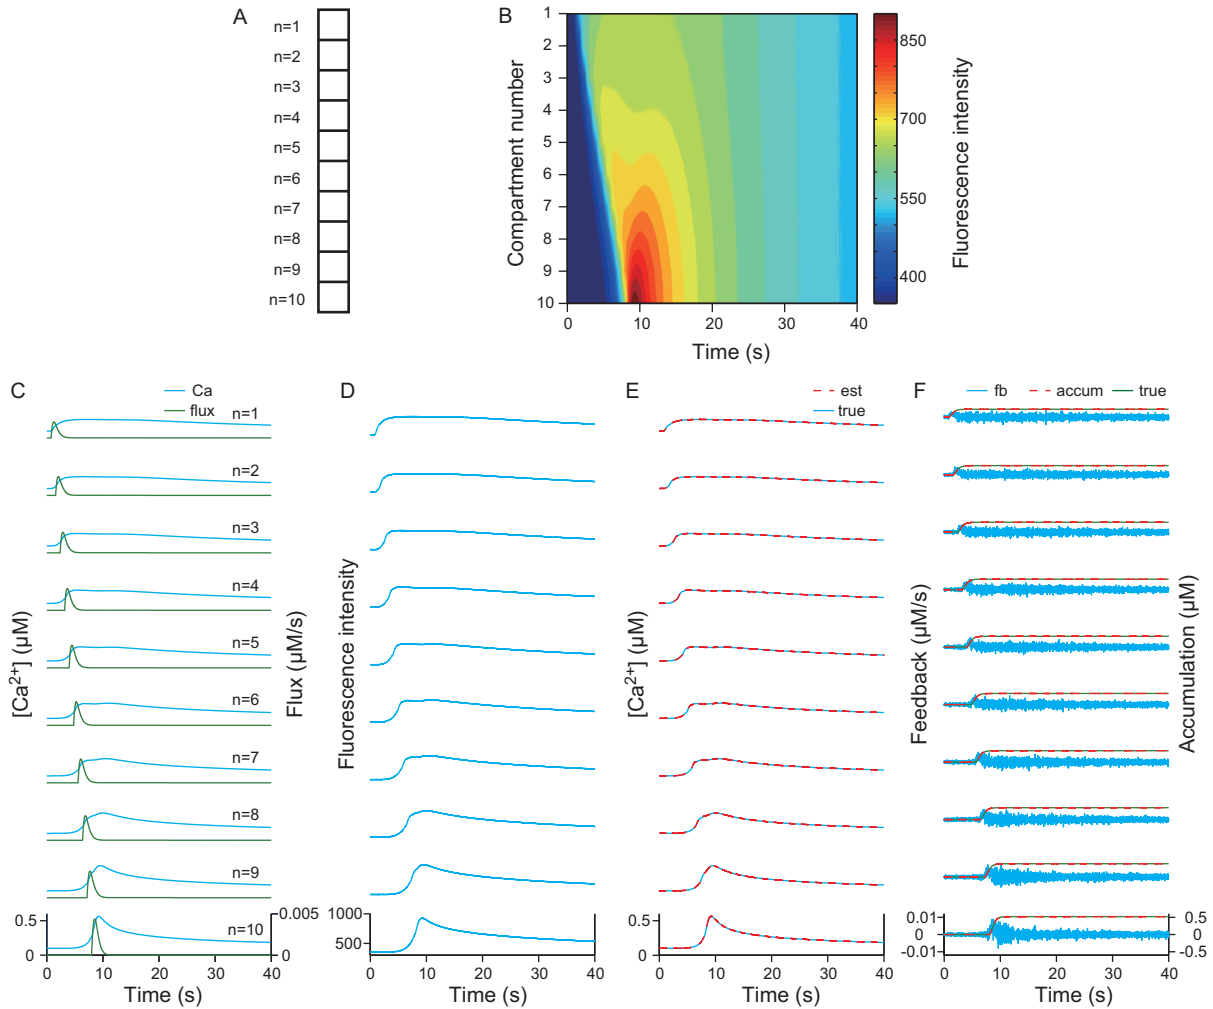 A
n=1
n=2
n=3
n=4
n=5
n=6
n=7
n=8
n=9
n=10
B
Compartment number
1
2
3
4
5
6
7
8
9
10
0
10
20
30
40
Time (s)
850
700
550
400
Fluorescence intensity
C
Ca
flux
n=1
n=2
n=3
n=4
n=5
n=6
n=7
n=8
n=9
n=10
[Ca²⁺] (μM)
Flux (μM/s)
0.5
0
0.005
0
0 10 20 30 40
Time (s)
D
Fluorescence intensity
1000
500
0 10 20 30 40
Time (s)
E
est
true
[Ca²⁺] (μM)
0.5
0
0 10 20 30 40
Time (s)
F
fb accum true
Feedback (μM/s)
Accumulation (μM)
0.01
0
-0.01
0.5
0
-0.5
0 10 20 30 40
Time (s)